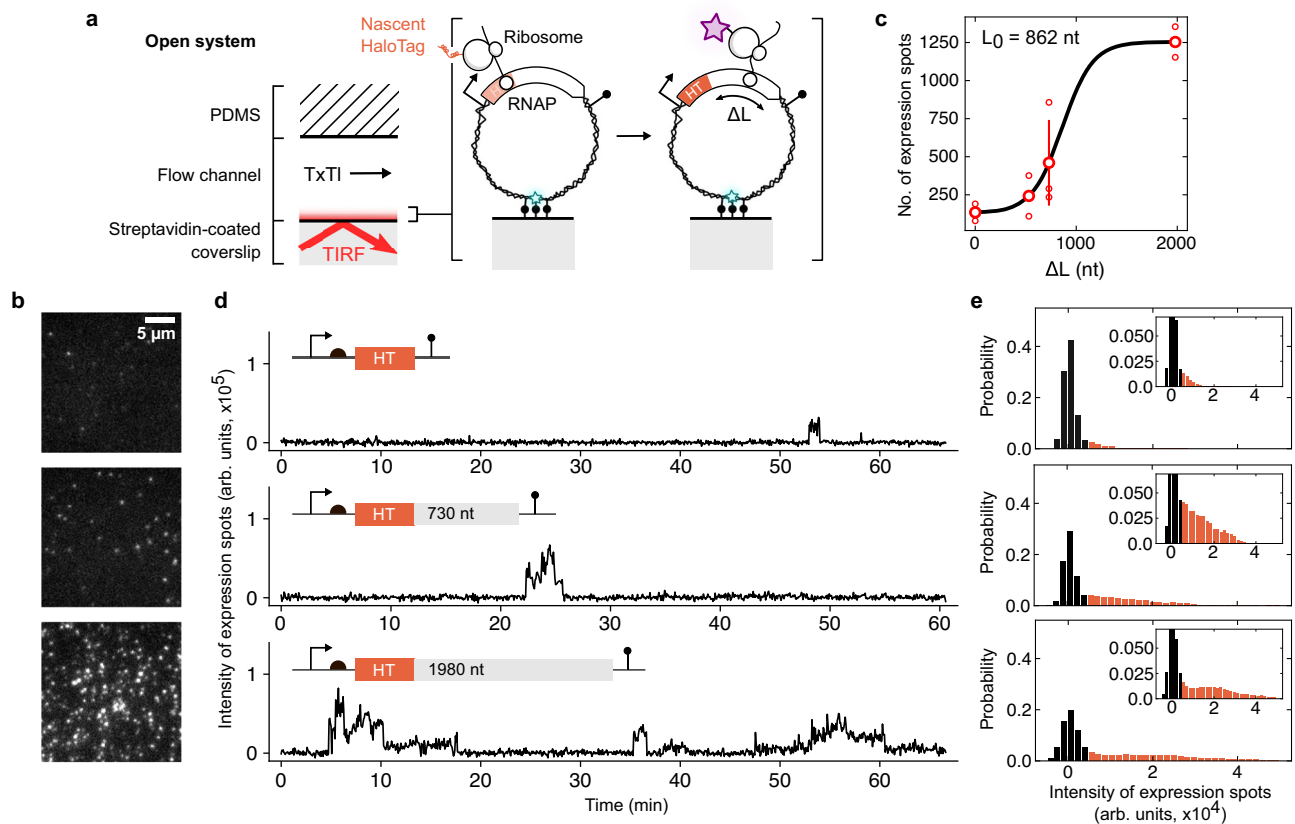 a
Open system
PDMS
Flow channel
TxTl
Streptavidin-coated
coverslip
TIRF
Nascent
HaloTag
Ribosome
HT
RNAP
HT
ΔL
c
L0 = 862 nt
No. of expression spots
1250
1000
750
500
250
0
1000
2000
ΔL (nt)
b
5 µm
d
Intensity of expression spots (arb. units, x10^5)
HT
1
0
0
10
20
30
40
50
60
HT
730 nt
1
0
0
10
20
30
40
50
60
HT
1980 nt
1
0
0
10
20
30
40
50
60
Time (min)
e
Probability
0.4
0.2
0.0
0.050
0.025
0.0
0
2
4
Probability
0.4
0.2
0.0
0.050
0.025
0.0
0
2
4
Probability
0.4
0.2
0.0
0.050
0.025
0.0
0
2
4
0
2
4
Intensity of expression spots
(arb. units, x10^4)